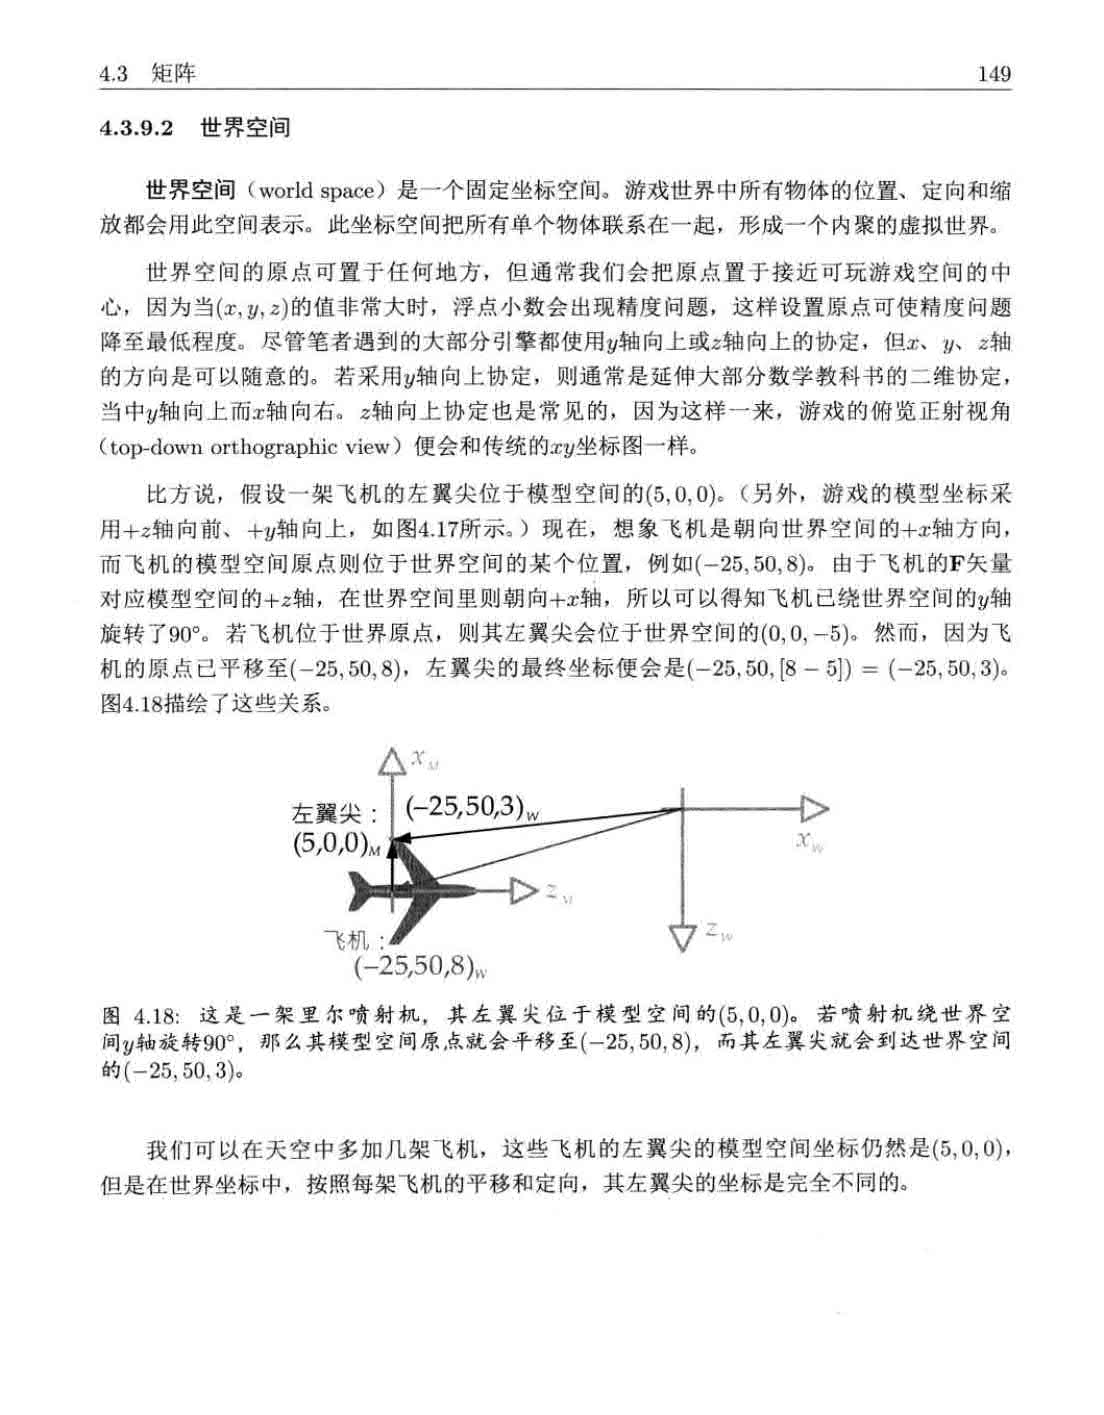 4.3 矩阵 149
4.3.9.2 世界空间
世界空间（world space）是一个固定坐标空间。游戏世界中所有物体的位置、定向和缩
放都会用此空间表示。此坐标空间把所有单个物体联系在一起，形成一个内聚的虚拟世界。
世界空间的原点可置于任何地方，但通常我们会把原点置于接近可玩游戏空间的中
心，因为当(x, y, z)的值非常大时，浮点小数会出现精度问题，这样设置原点可使精度问题
降至最低程度。尽管笔者遇到的大部分引擎都使用y轴向上或z轴向上的协定，但x、y、z轴
的方向是可以随意的。若采用y轴向上协定，则通常是延伸大部分数学教科书的二维协定，
当中y轴向上而x轴向右。z轴向上协定也是常见的，因为这样一来，游戏的俯览正射视角
（top-down orthographic view）便会和传统的xy坐标图一样。
比方说，假设一架飞机的左翼尖位于模型空间的(5, 0, 0)。（另外，游戏的模型坐标采
用+z轴向前、+y轴向上，如图4.17所示。）现在，想象飞机是朝向世界空间的+x轴方向，
而飞机的模型空间原点则位于世界空间的某个位置，例如(−25, 50, 8)。由于飞机的F矢量
对应模型空间的+z轴，在世界空间里则朝向+x轴，所以可以得知飞机已绕世界空间的y轴
旋转了90°。若飞机位于世界原点，则其左翼尖会位于世界空间的(0, 0, −5)。然而，因为飞
机的原点已平移至(−25, 50, 8)，左翼尖的最终坐标便会是(−25, 50, [8 − 5]) = (−25, 50, 3)。
图4.18描绘了这些关系。
x_M
左翼尖： (−25,50,3)_W
(5,0,0)_M
x_W
z_M
飞机： z_W
(−25,50,8)_W
图 4.18: 这是一架里尔喷射机，其左翼尖位于模型空间的(5, 0, 0)。若喷射机绕世界空
间y轴旋转90°，那么其模型空间原点就会平移至(−25, 50, 8)，而其左翼尖就会到达世界空间
的(−25, 50, 3)。
我们可以在天空中多加几架飞机，这些飞机的左翼尖的模型空间坐标仍然是(5, 0, 0)，
但是在世界坐标中，按照每架飞机的平移和定向，其左翼尖的坐标是完全不同的。